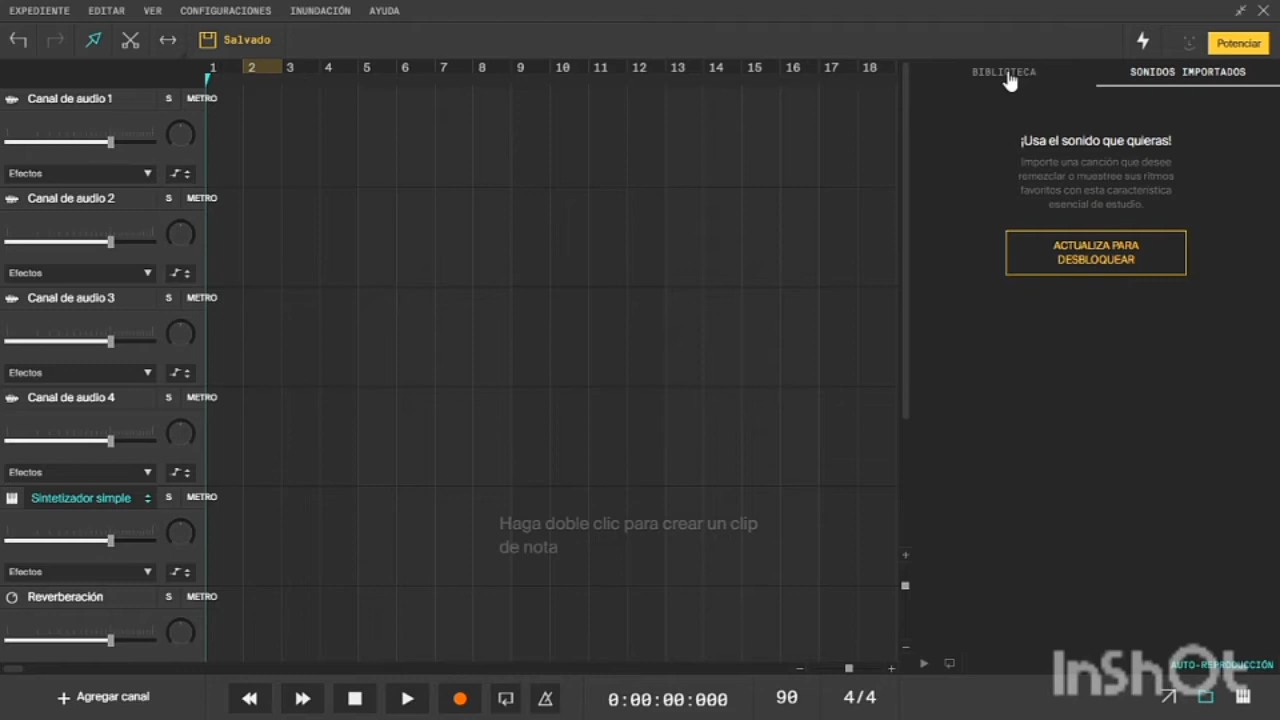 EXPEDIENTE EDITAR VER CONFIGURACIONES INUNDACIÓN AYUDA
Salvado
Potenciar
1 2 3 4 5 6 7 8 9 10 11 12 13 14 15 16 17 18
BIBLIOTECA
SONIDOS IMPORTADOS
Canal de audio 1 S METRO
Efectos
Canal de audio 2 S METRO
Efectos
Canal de audio 3 S METRO
Efectos
Canal de audio 4 S METRO
Efectos
Sintetizador simple S METRO
Efectos
Reverberación S METRO
Haga doble clic para crear un clip
de nota
¡Usa el sonido que quieras!
Importe una canción que desee
remezclar o muestree sus ritmos
favoritos con esta característica
esencial de estudio.
ACTUALIZA PARA
DESBLOQUEAR
AUTO-REPRODUCCIÓN
InShOt
+ Agregar canal
0:00:00:000
90
4/4